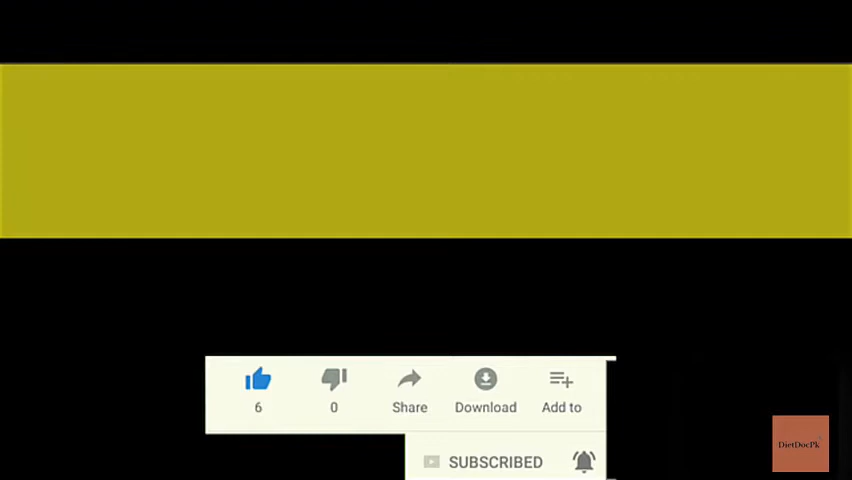 6
0
Share
Download
Add to
SUBSCRIBED
DietDocPk